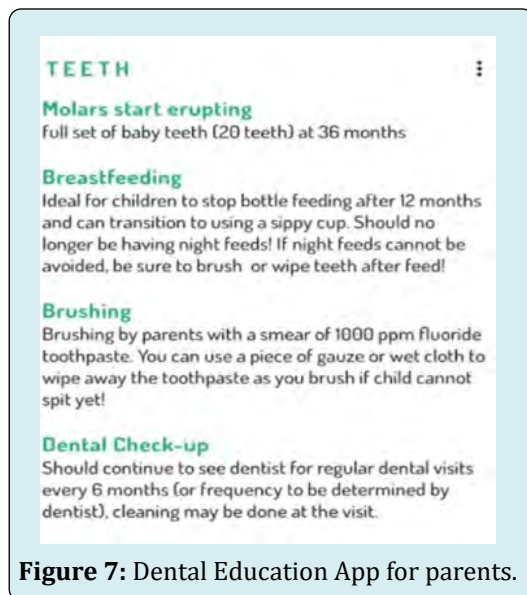 TEETH
Molars start erupting
full set of baby teeth (20 teeth) at 36 months
Breastfeeding
Ideal for children to stop bottle feeding after 12 months
and can transition to using a sippy cup. Should no
longer be having night feeds! If night feeds cannot be
avoided, be sure to brush or wipe teeth after feed!
Brushing
Brushing by parents with a smear of 1000 ppm fluoride
toothpaste. You can use a piece of gauze or wet cloth to
wipe away the toothpaste as you brush if child cannot
spit yet!
Dental Check-up
Should continue to see dentist for regular dental visits
every 6 months (or frequency to be determined by
dentist), cleaning may be done at the visit.
Figure 7: Dental Education App for parents.